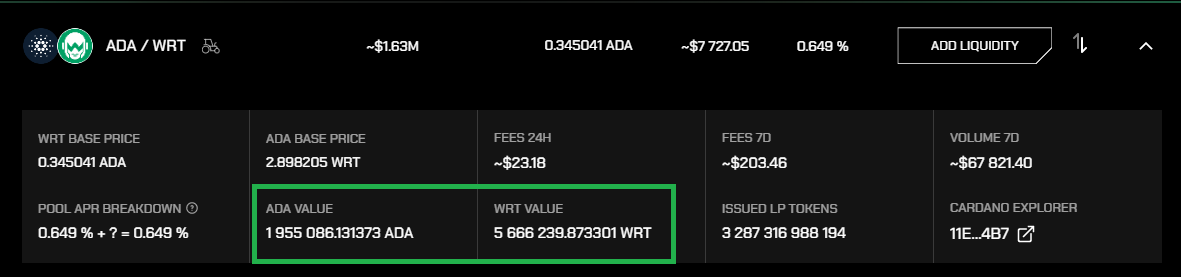 ADA / WRT ~$1.63M 0.345041 ADA ~$7 727.05 0.649 % ADD LIQUIDITY
WRT BASE PRICE ADA BASE PRICE FEES 24H FEES 7D VOLUME 7D
0.345041 ADA 2.898205 WRT ~$23.18 ~$203.46 ~$67 821.40
POOL APR BREAKDOWN ADA VALUE WRT VALUE ISSUED LP TOKENS CARDANO EXPLORER
0.649 % + ? = 0.649 % 1 955 086.131373 ADA 5 666 239.873301 WRT 3 287 316 988 194 11E...4B7